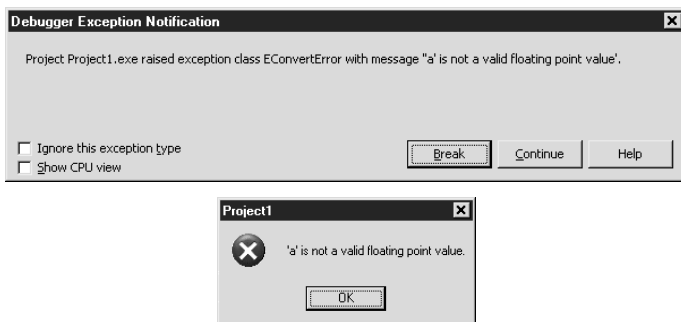 Debugger Exception Notification
Project Project1.exe raised exception class EConvertError with message ''a' is not a valid floating point value'.
Ignore this exception type
Show CPU view
Break
Continue
Help
Project1
'a' is not a valid floating point value.
OK